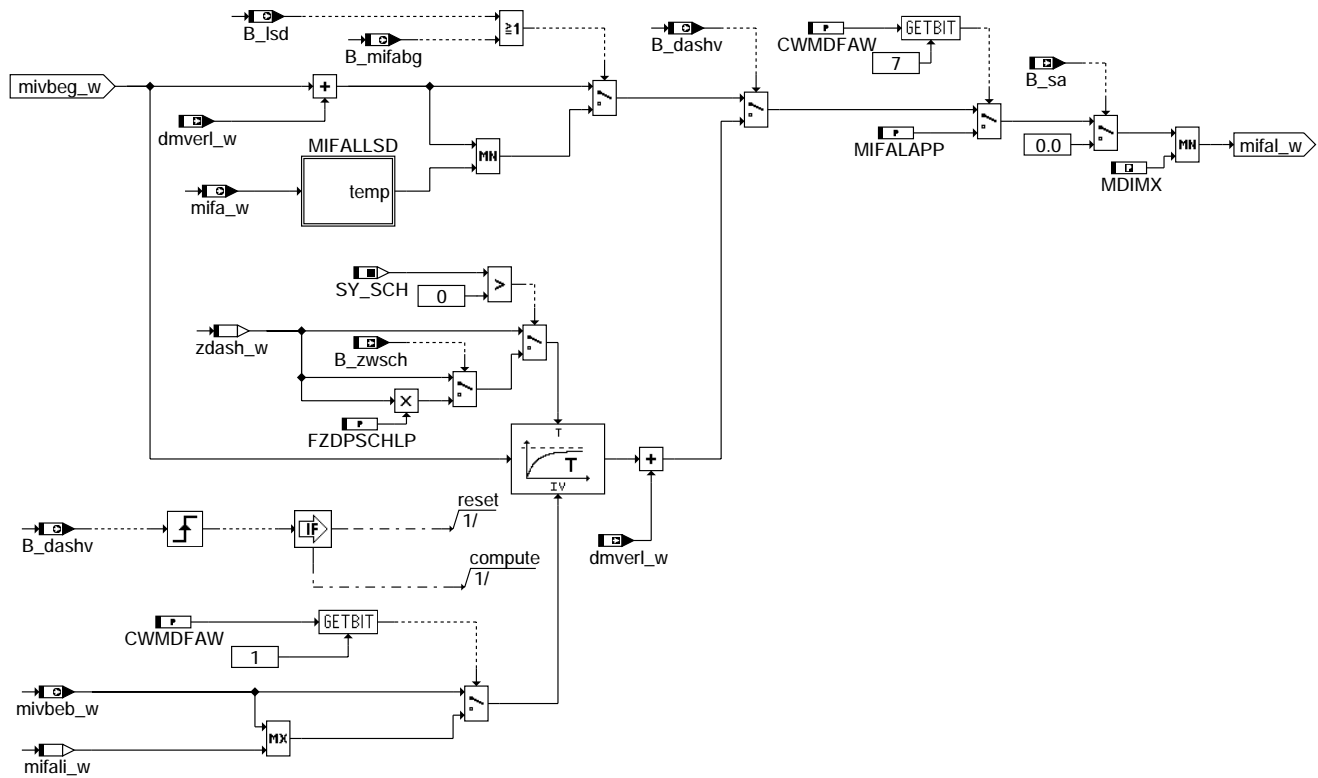 B_lsd
≥1
B_mifabg
B_dashv
CWMDFAW
P
GETBIT
7
B_sa
mivbeg_w
+
dmverl_w
MIFALLSD
MN
temp
mifa_w
MIFALAPP
P
0.0
MN
mifal_w
MDIMX
P
SY_SCH
0
>
zdash_w
B_zwsch
X
FZDPSCHLP
P
T
T
IV
+
dmverl_w
B_dashv
IF
reset
1/
compute
1/
CWMDFAW
P
GETBIT
1
mivbeb_w
MX
mifali_w